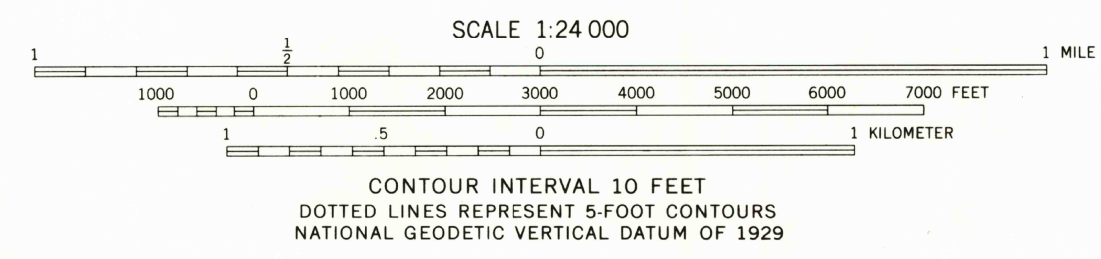 SCALE 1:24 000
1 1/2 0 1 MILE
1000 0 1000 2000 3000 4000 5000 6000 7000 FEET
1 .5 0 1 KILOMETER
CONTOUR INTERVAL 10 FEET
DOTTED LINES REPRESENT 5-FOOT CONTOURS
NATIONAL GEODETIC VERTICAL DATUM OF 1929